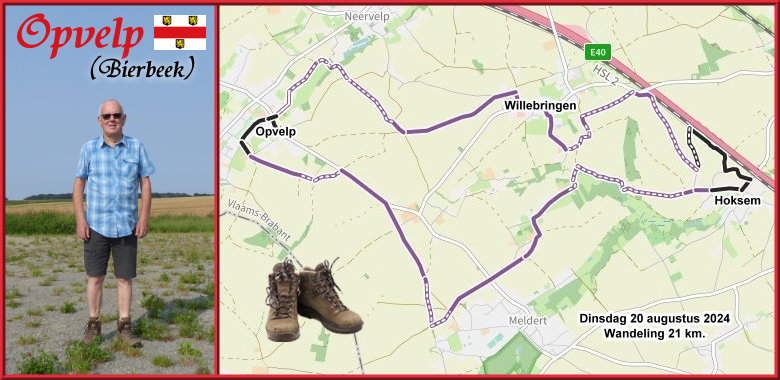 Opvelp
(Bierbeek)
Neervelp
E40
HSL 2
Willebringen
Opvelp
Hoksem
Vlaams-Brabant
Meldert
Dinsdag 20 augustus 2024
Wandeling 21 km.